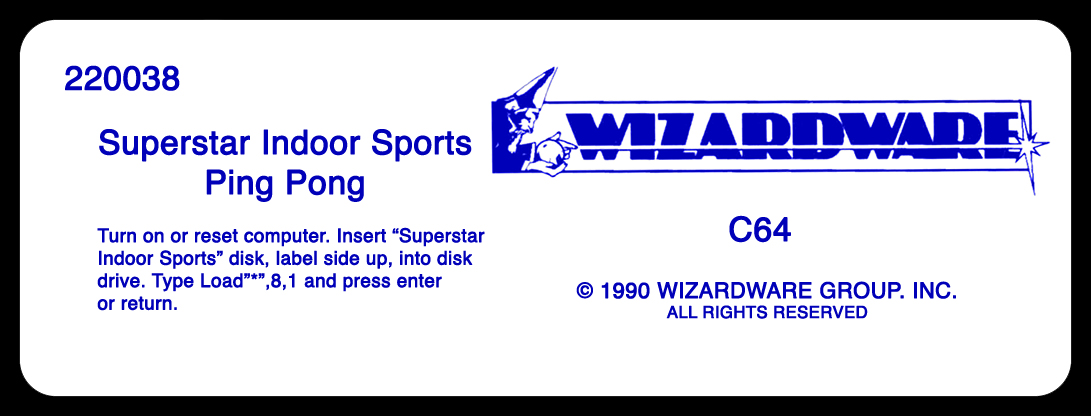 220038
Superstar Indoor Sports
Ping Pong
Turn on or reset computer. Insert “Superstar
Indoor Sports” disk, label side up, into disk
drive. Type Load”*”,8,1 and press enter
or return.
WIZARDWARE
C64
© 1990 WIZARDWARE GROUP. INC.
ALL RIGHTS RESERVED